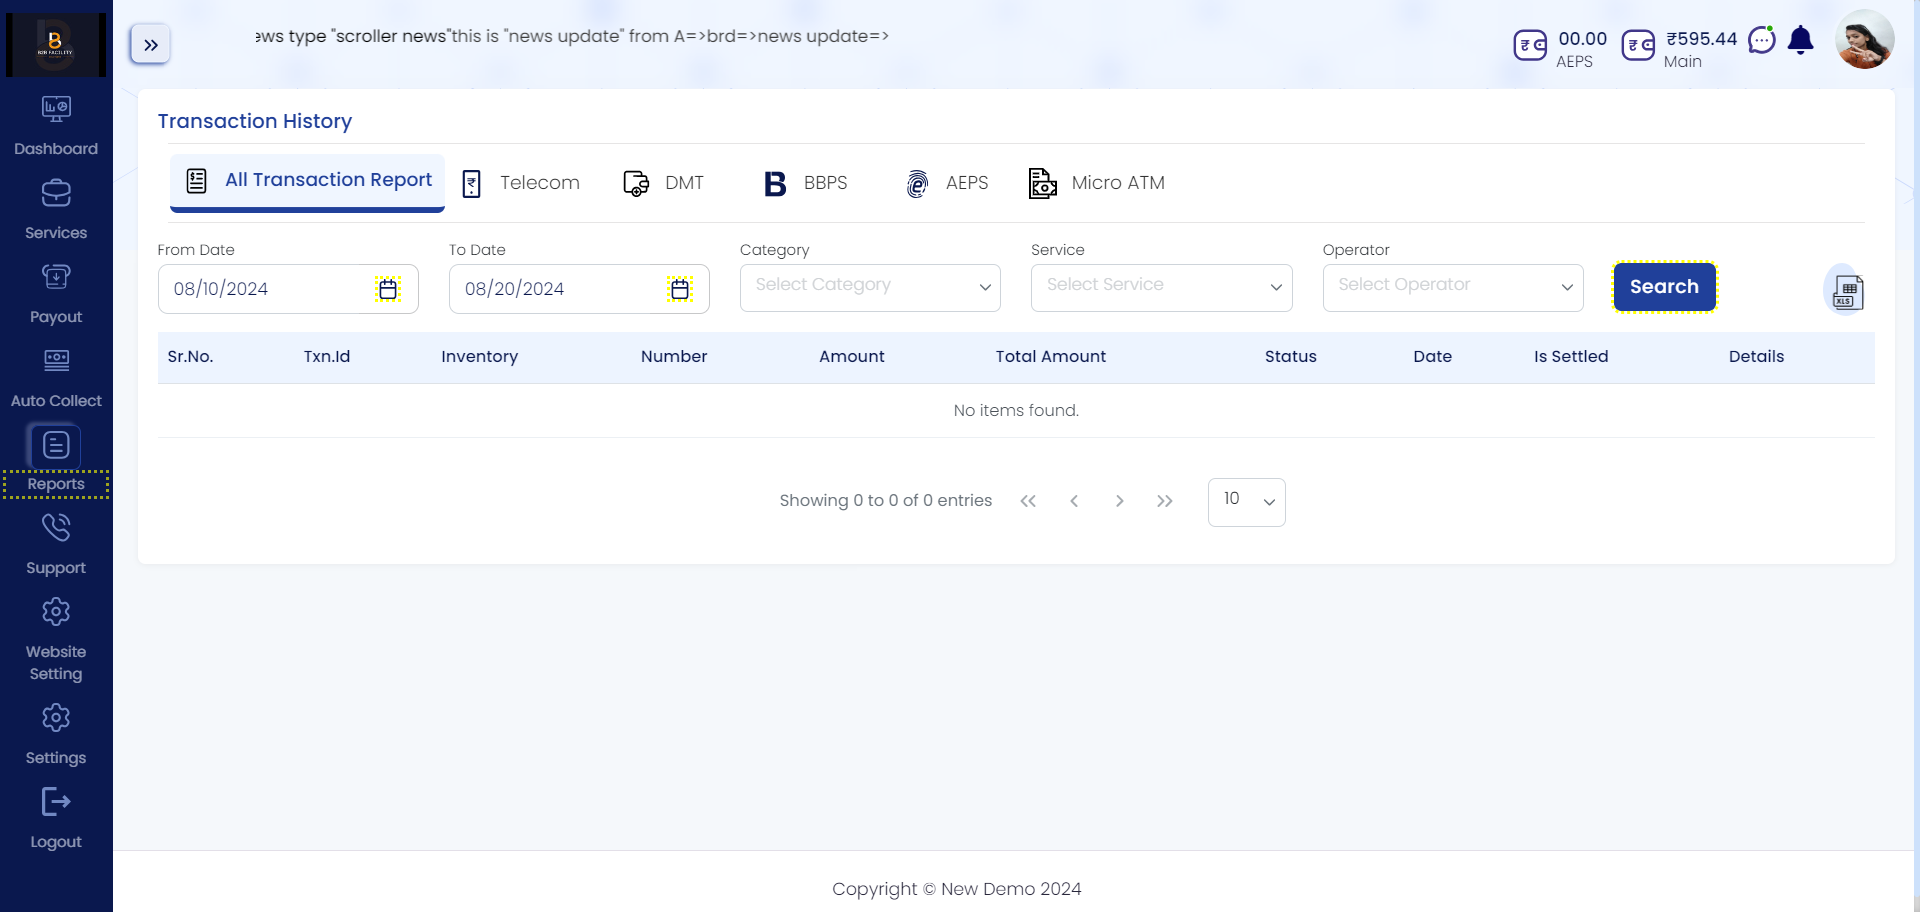 B2B FACILITY
ws type "scroller news"this is "news update" from A=>brd=>news update=>
00.00
AEPS
₹595.44
Main
Dashboard
Services
Payout
Auto Collect
Reports
Support
Website
Setting
Settings
Logout
Transaction History
All Transaction Report
Telecom
DMT
BBPS
AEPS
Micro ATM
From Date
To Date
Category
Service
Operator
08/10/2024
08/20/2024
Select Category
Select Service
Select Operator
Search
XLS
Sr.No. Txn.Id Inventory Number Amount Total Amount Status Date Is Settled Details
No items found.
Showing 0 to 0 of 0 entries
10
Copyright © New Demo 2024